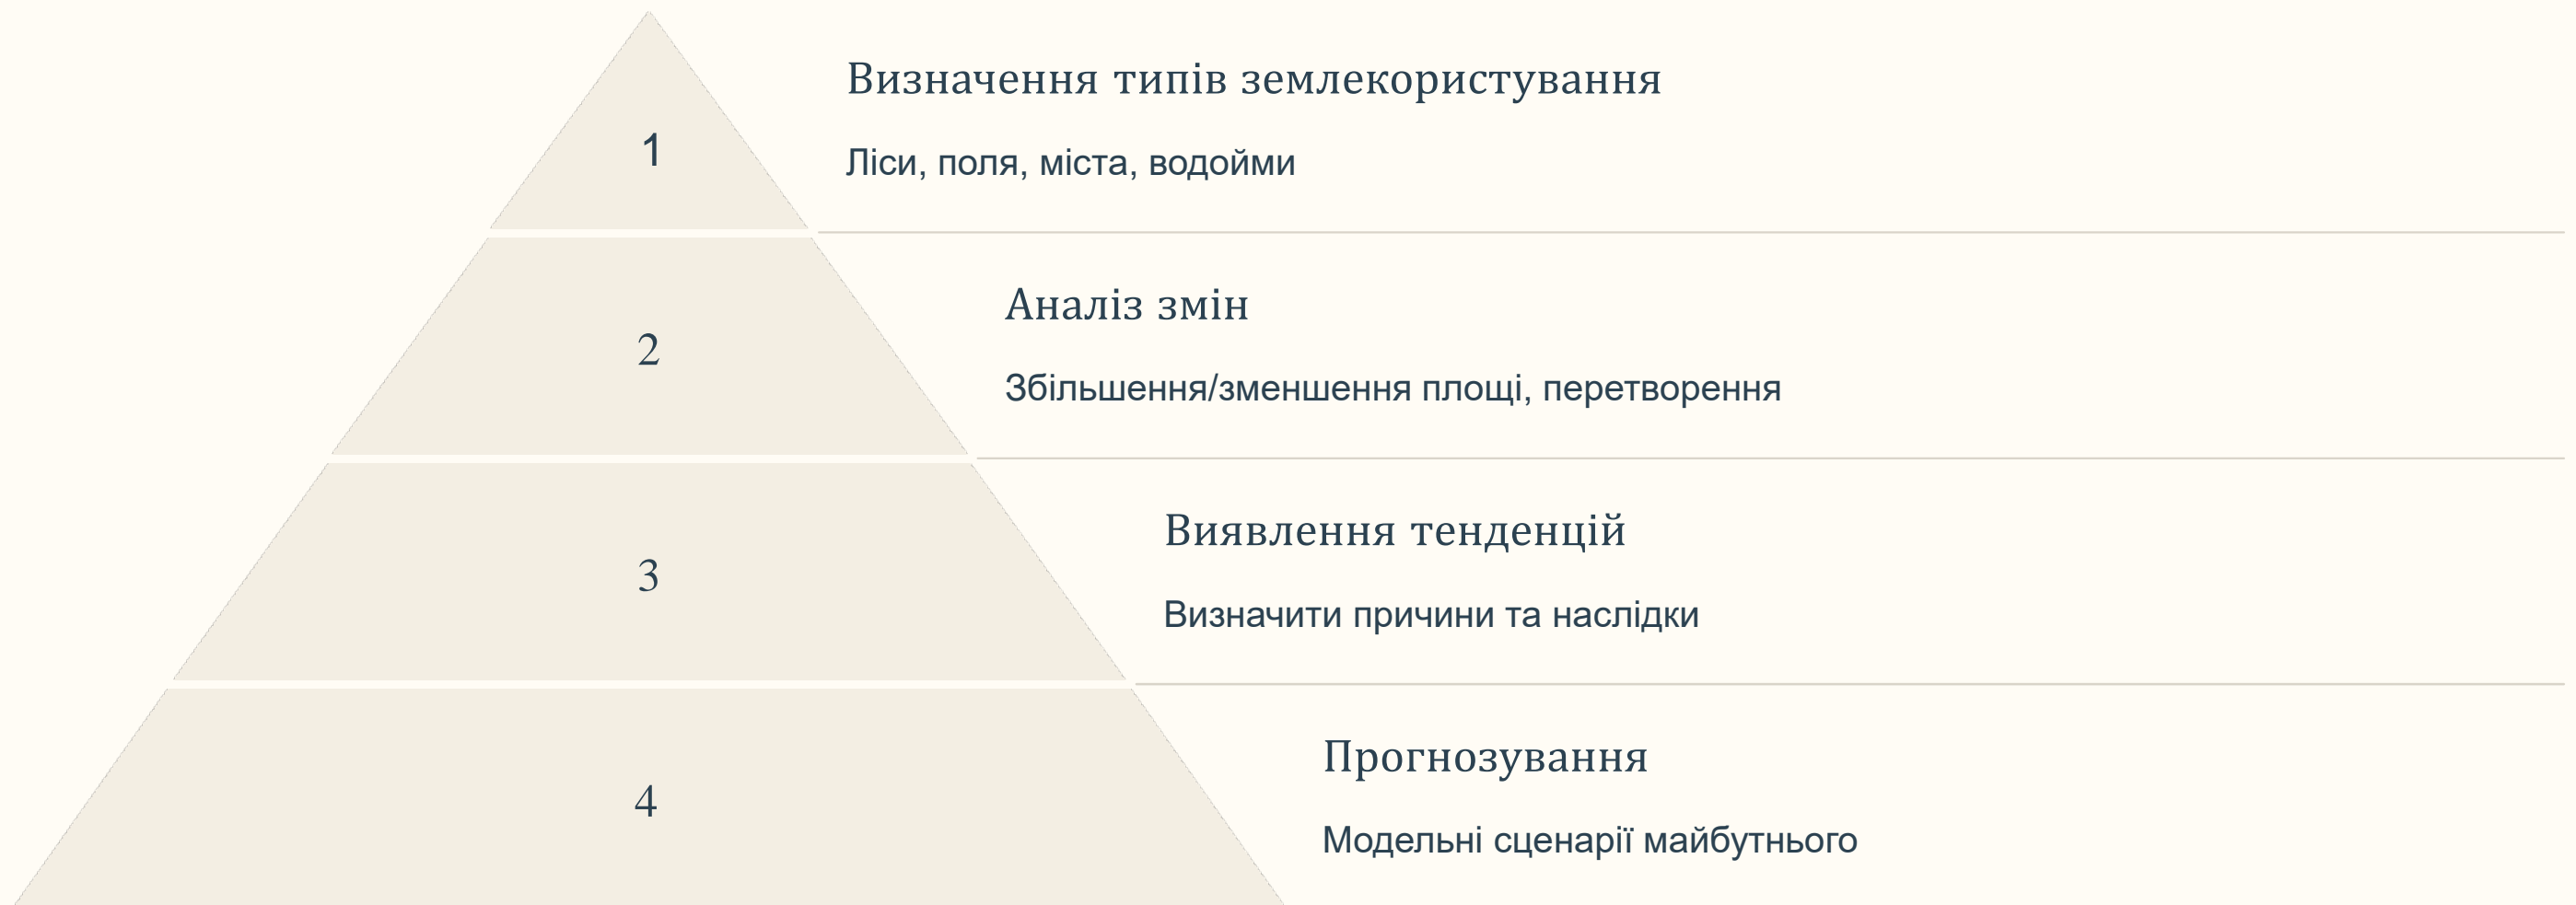 1
Визначення типів землекористування
Ліси, поля, міста, водойми
2
Аналіз змін
Збільшення/зменшення площі, перетворення
3
Виявлення тенденцій
Визначити причини та наслідки
4
Прогнозування
Модельні сценарії майбутнього